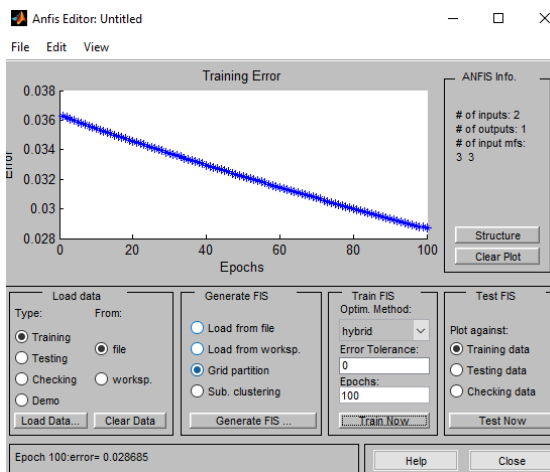 Anfis Editor: Untitled
File Edit View
Training Error
0.038
0.036
0.034
0.032
0.03
0.028
Error
0 20 40 60 80 100
Epochs
ANFIS Info.
# of inputs: 2
# of outputs: 1
# of input mfs:
3 3
Structure
Clear Plot
Load data
Type: From:
Training
Testing
Checking
Demo
file
worksp.
Load Data... Clear Data
Generate FIS
Load from file
Load from worksp.
Grid partition
Sub. clustering
Generate FIS ...
Train FIS
Optim. Method:
hybrid
Error Tolerance:
0
Epochs:
100
Train Now
Test FIS
Plot against:
Training data
Testing data
Checking data
Test Now
Epoch 100:error= 0.028685
Help Close